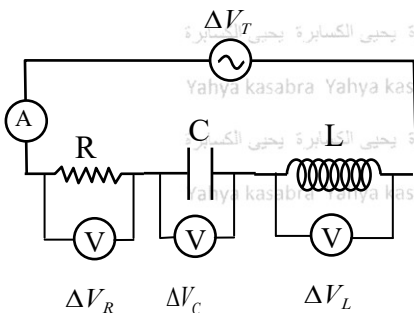 ΔV_T
ة يحيى الكسابرة يحيى الكسابرة
Yahya kasabra Yahya kas
A
ة يحيى الكسابرة يحيى الكسابرة
R C L
Yahya kasabra Yahya kas
V V V
ΔV_R ΔV_C ΔV_L